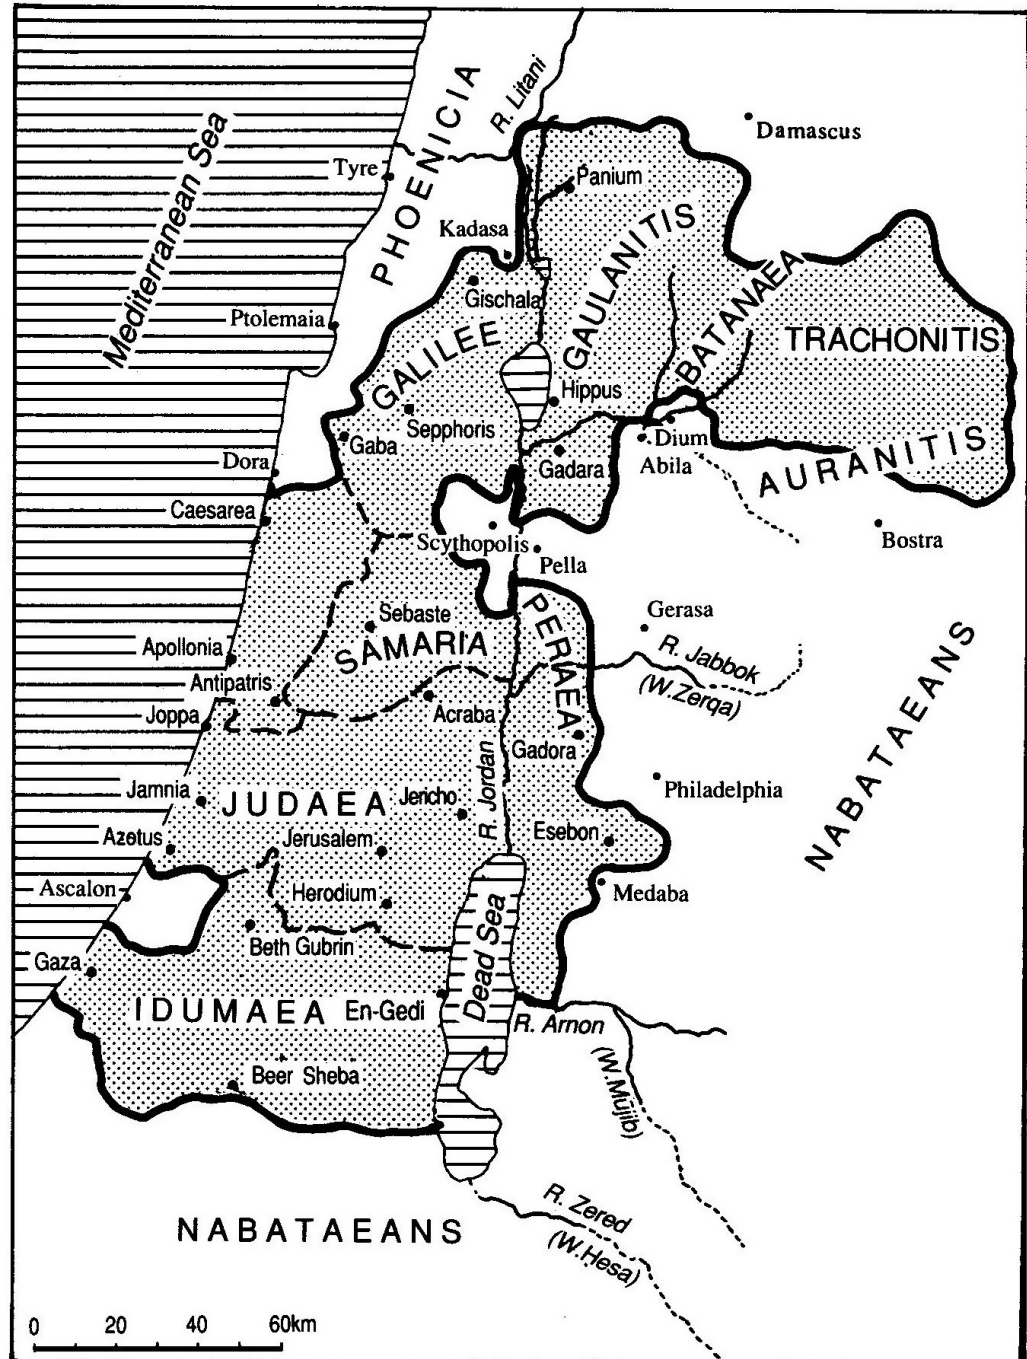 Mediterranean Sea
PHOENICIA
R. Litani
Damascus
Tyre
Panium
Kadasa
GAULANITIS
Gischala
BATANAEA
Ptolemaia
GALILEE
TRACHONITIS
Hippus
Sepphoris
Gaba
Dium
Dora
Gadara
Abila
AURANITIS
Caesarea
Scythopolis
Bostra
Pella
PERIAEA
Sebaste
Gerasa
SAMARIA
Apollonia
R. Jabbok
(W.Zerqa)
Antipatris
Joppa
Acraba
NABATAEANS
Gadora
R. Jordan
Jamnia
JUDAEA
Jericho
Philadelphia
Azotus
Jerusalem
Esebon
Ascalon
Herodium
Medaba
Beth Gubrin
Dead Sea
Gaza
IDUMAEA
En-Gedi
R. Arnon
(W.Mūjib)
Beer Sheba
R. Zered
(W.Hesa)
NABATAEANS
0 20 60km